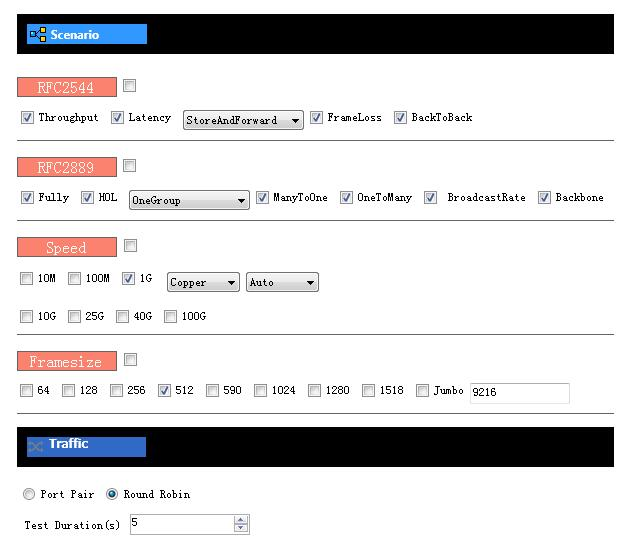 Scenario
RFC2544
Throughput Latency StoreAndForward FrameLoss BackToBack
RFC2889
Fully HOL OneGroup ManyToOne OneToMany BroadcastRate Backbone
Speed
10M 100M 1G Copper Auto
10G 25G 40G 100G
Framesize
64 128 256 512 590 1024 1280 1518 Jumbo 9216
Traffic
Port Pair Round Robin
Test Duration(s) 5